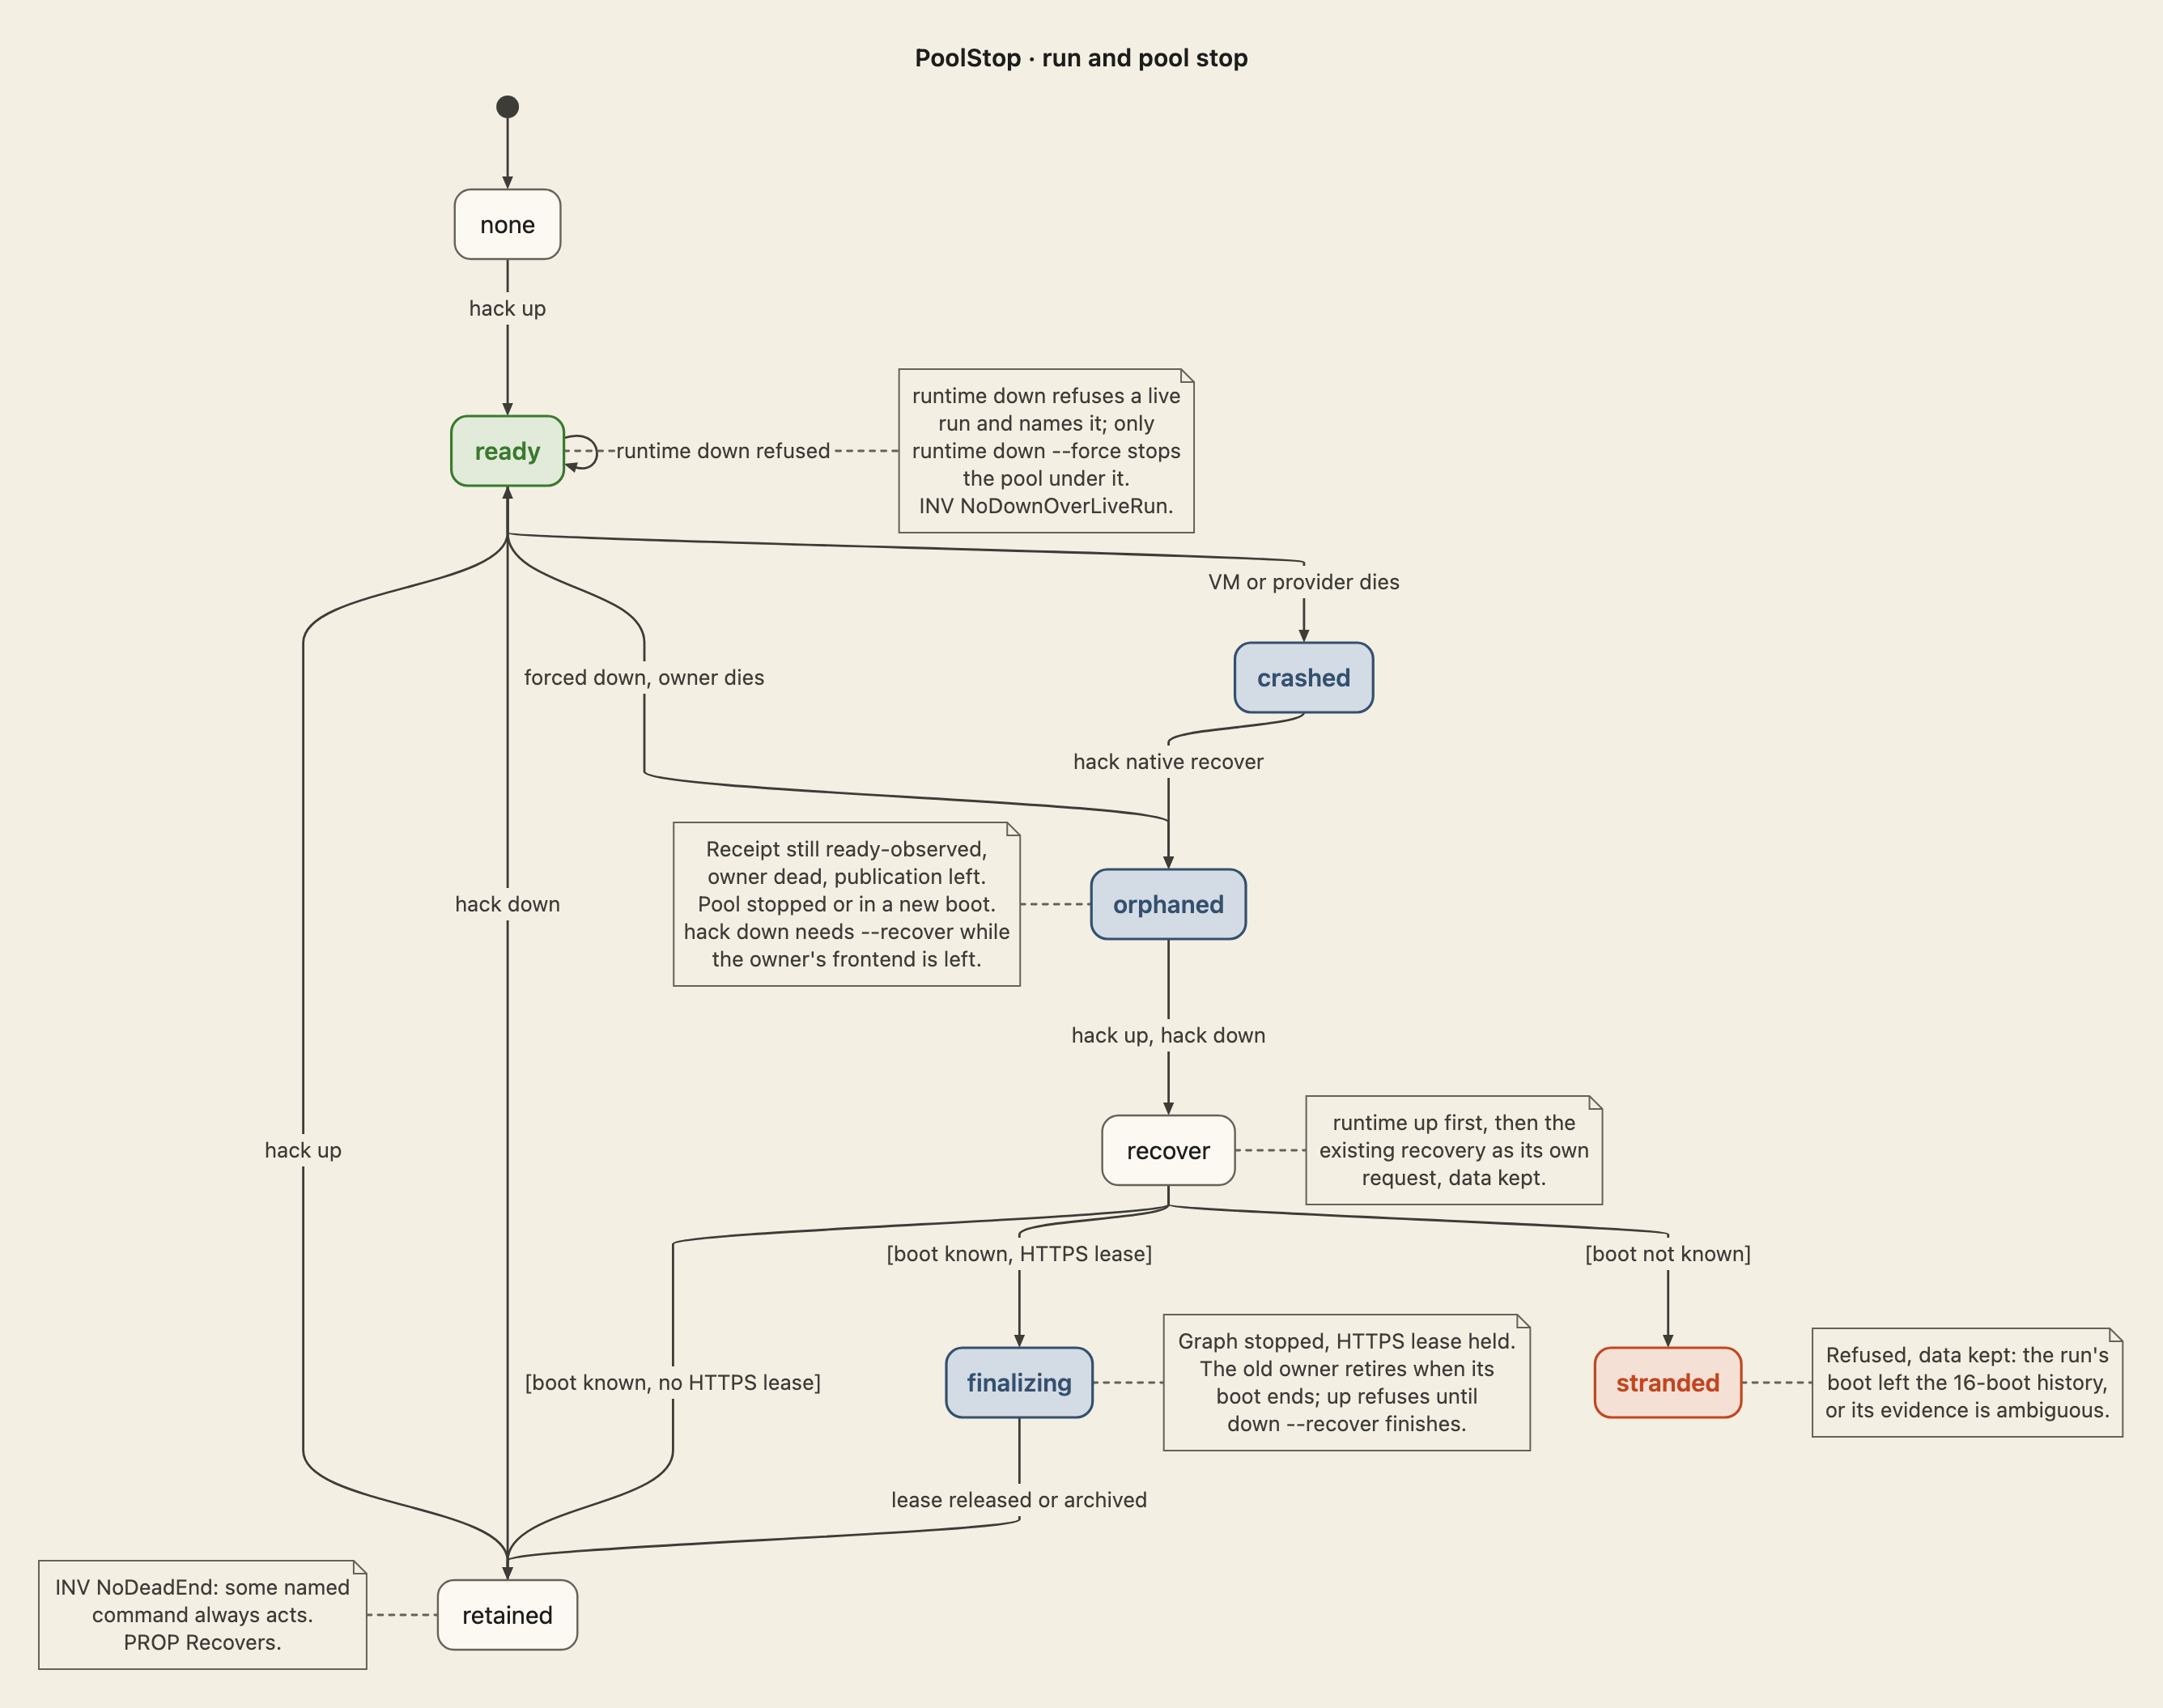 PoolStop · run and pool stop
none
hack up
runtime down refuses a live
run and names it; only
runtime down --force stops
the pool under it.
INV NoDownOverLiveRun.
ready
runtime down refused
VM or provider dies
forced down, owner dies
crashed
hack native recover
Receipt still ready-observed,
owner dead, publication left.
Pool stopped or in a new boot.
hack down needs --recover while
the owner's frontend is left.
hack down
orphaned
hack up, hack down
hack up
recover
runtime up first, then the
existing recovery as its own
request, data kept.
[boot known, HTTPS lease]
[boot not known]
[boot known, no HTTPS lease]
finalizing
Graph stopped, HTTPS lease held.
The old owner retires when its
boot ends; up refuses until
down --recover finishes.
stranded
Refused, data kept: the run's
boot left the 16-boot history,
or its evidence is ambiguous.
lease released or archived
INV NoDeadEnd: some named
command always acts.
PROP Recovers.
retained